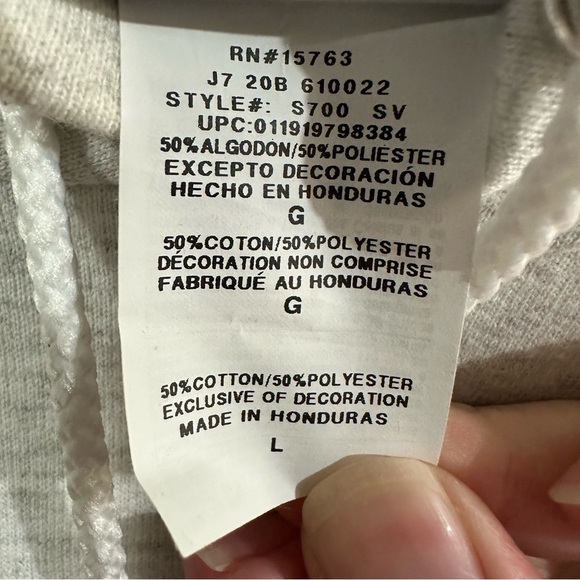 RN#15763
J7 20B 610022
STYLE#: S700 SV
UPC:011919798384
50%ALGODON/50%POLIÉSTER
EXCEPTO DECORACIÓN
HECHO EN HONDURAS
G
50%COTON/50%POLYESTER
DÉCORATION NON COMPRISE
FABRIQUÉ AU HONDURAS
G
50%COTTON/50%POLYESTER
EXCLUSIVE OF DECORATION
MADE IN HONDURAS
L